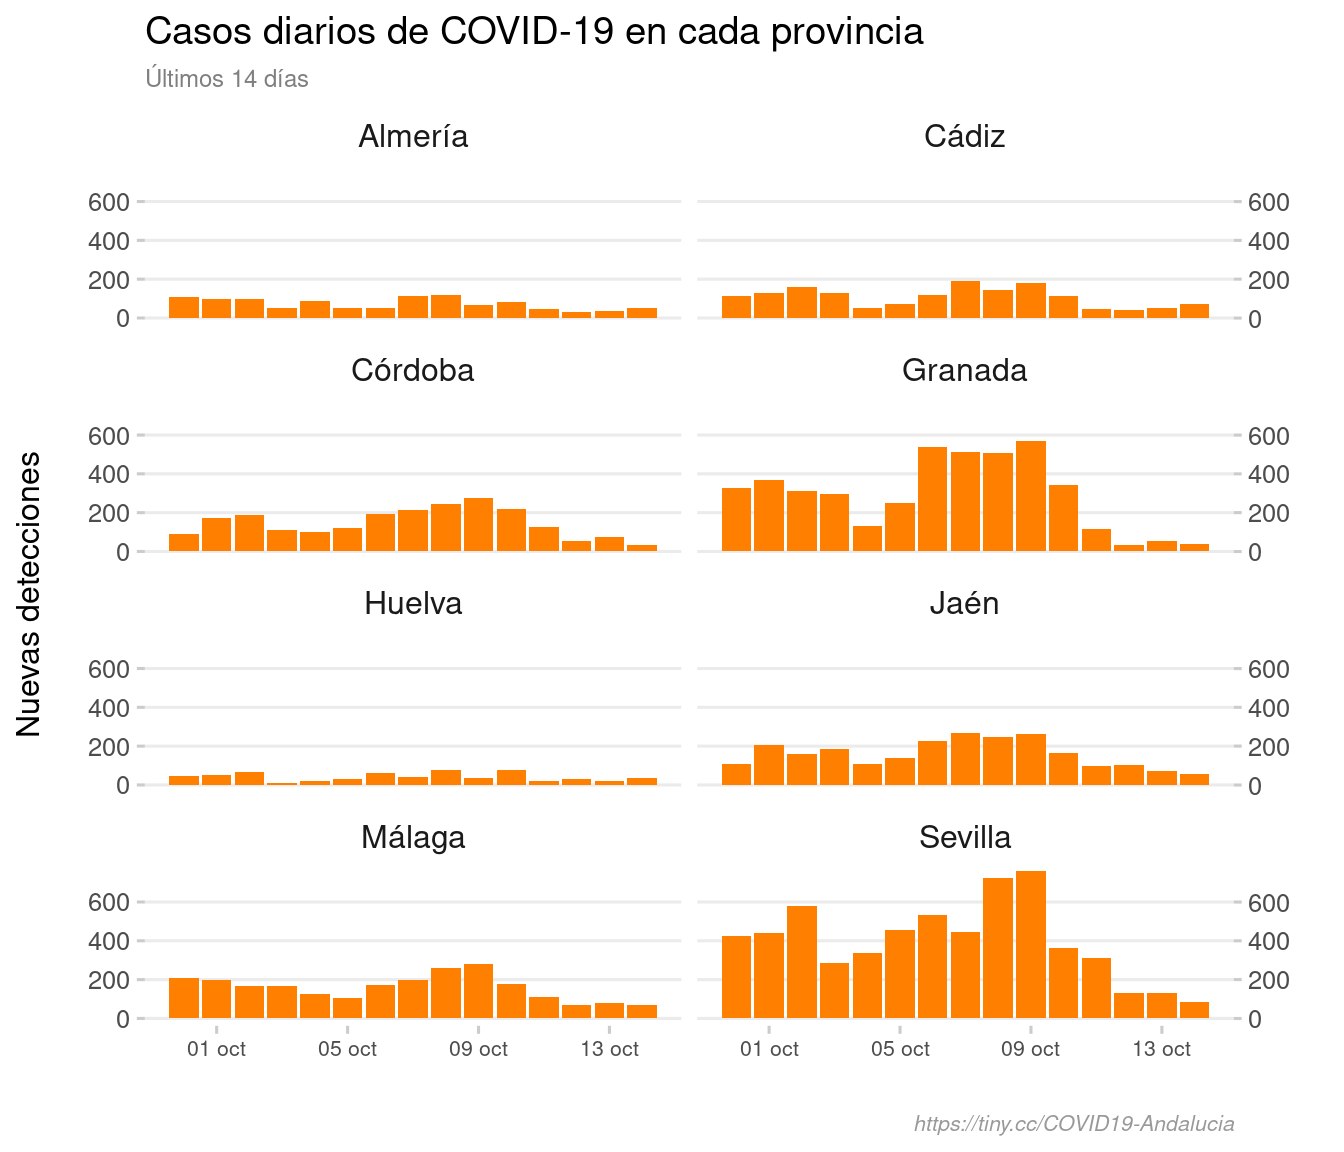 Casos diarios de COVID-19 en cada provincia
Últimos 14 días
Almería
Cádiz
600
400
200
0
600
400
200
0
Córdoba
Granada
600
400
200
0
600
400
200
0
Nuevas detecciones
Huelva
Jaén
600
400
200
0
600
400
200
0
Málaga
Sevilla
600
400
200
0
600
400
200
0
01 oct 05 oct 09 oct 13 oct
01 oct 05 oct 09 oct 13 oct
https://tiny.cc/COVID19-Andalucia